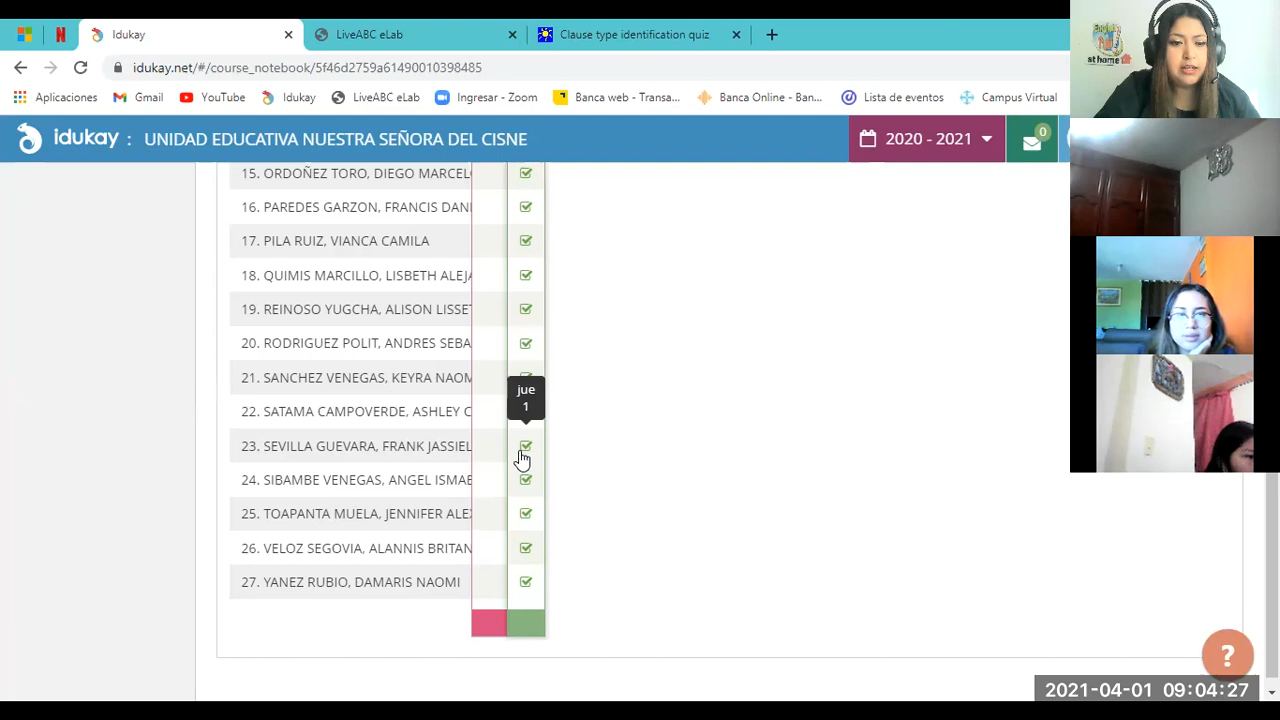 Idukay
LiveABC eLab
Clause type identification quiz
idukay.net/#/course_notebook/5f46d2759a61490010398485
Aplicaciones
Gmail
YouTube
Idukay
LiveABC eLab
Ingresar - Zoom
Banca web - Transa...
Banca Online - Ban...
Lista de eventos
Campus Virtual
idukay : UNIDAD EDUCATIVA NUESTRA SEÑORA DEL CISNE
2020 - 2021
0
15. ORDOÑEZ TORO, DIEGO MARCEL
16. PAREDES GARZON, FRANCIS DAN
17. PILA RUIZ, VIANCA CAMILA
18. QUIMIS MARCILLO, LISBETH ALEJA
19. REINOSO YUGCHA, ALISON LISSET
20. RODRIGUEZ POLIT, ANDRES SEBA
21. SANCHEZ VENEGAS, KEYRA NAOM
22. SATAMA CAMPOVERDE, ASHLEY C
23. SEVILLA GUEVARA, FRANK JASSIEL
24. SIBAMBE VENEGAS, ANGEL ISMAE
25. TOAPANTA MUELA, JENNIFER ALE
26. VELOZ SEGOVIA, ALANNIS BRITAN
27. YANEZ RUBIO, DAMARIS NAOMI
jue
1
?
at home
2021-04-01 09:04:27